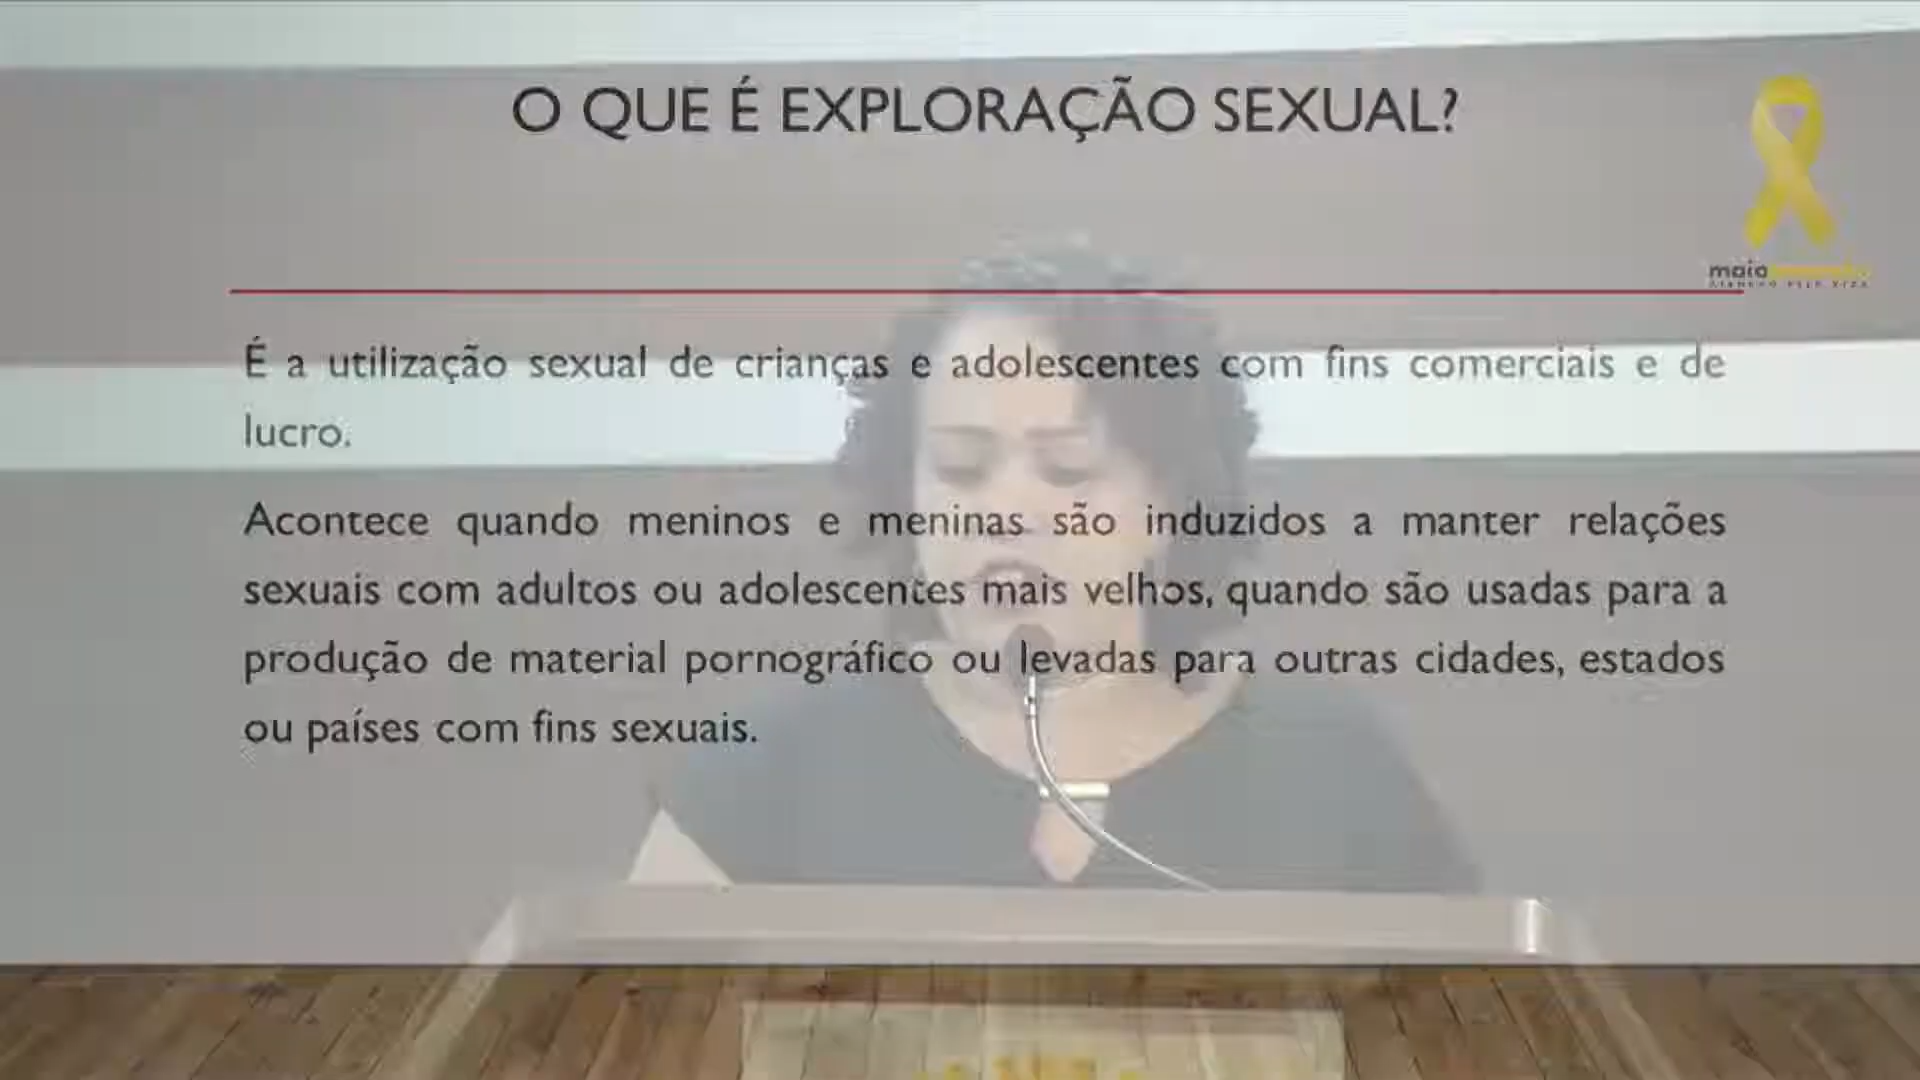 O QUE É EXPLORAÇÃO SEXUAL?
maio
É a utilização sexual de crianças e adolescentes com fins comerciais e de
lucro.
Acontece quando meninos e meninas são induzidos a manter relações
sexuais com adultos ou adolescentes mais velhos, quando são usadas para a
produção de material pornográfico ou levadas para outras cidades, estados
ou países com fins sexuais.